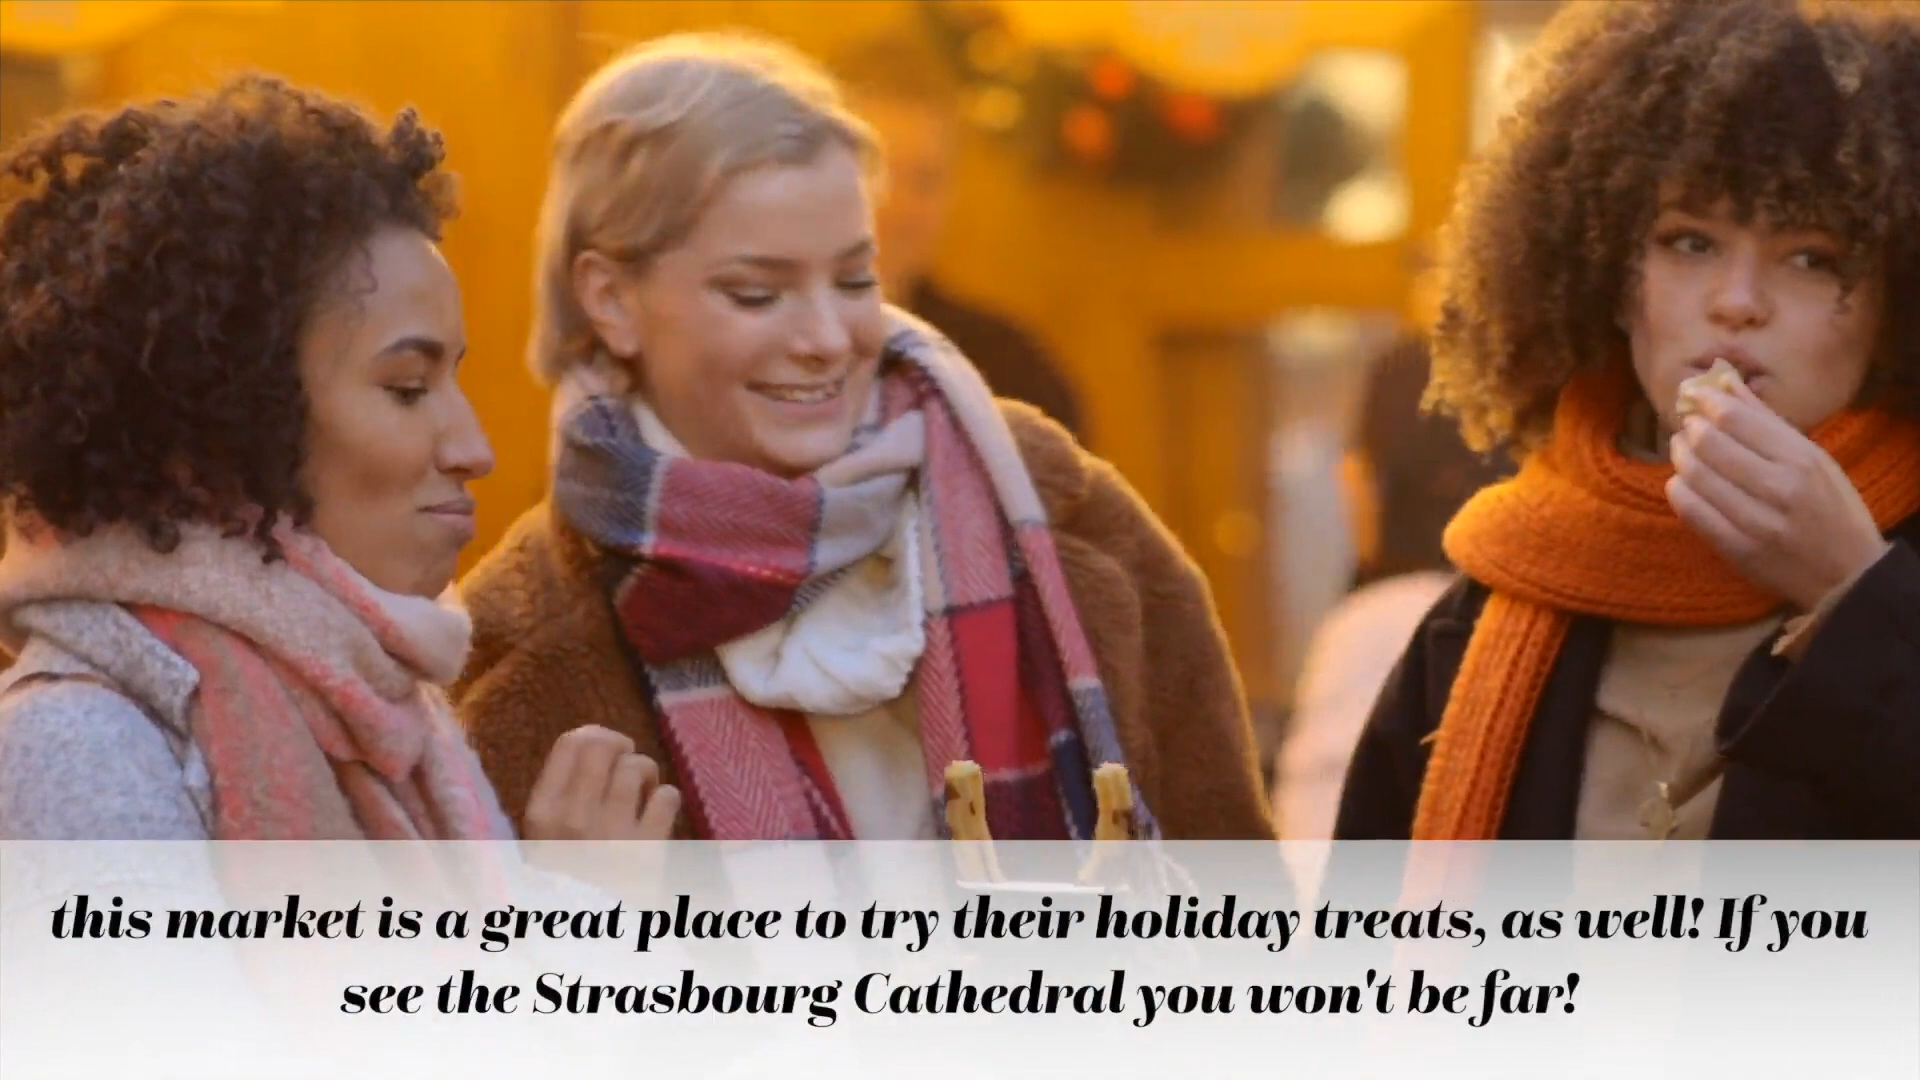 this market is a great place to try their holiday treats, as well! If you
see the Strasbourg Cathedral you won't be far!